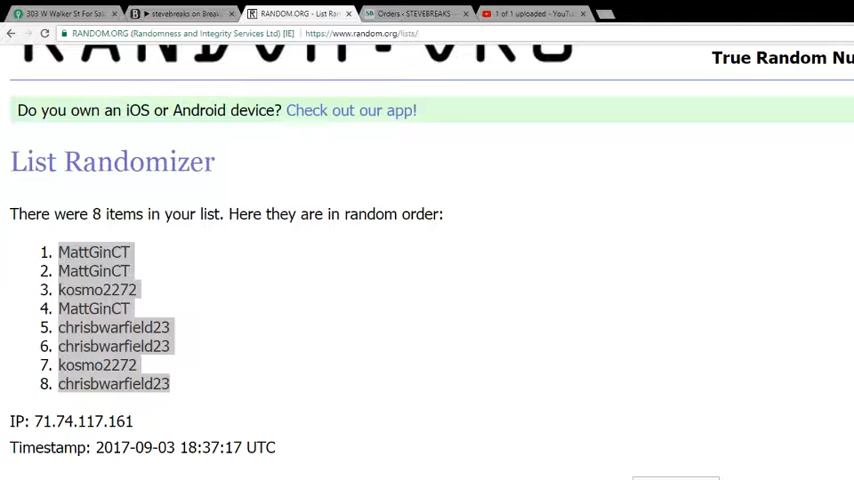 303 W Walker St For Sa
stevebreaks on Break
RANDOM.ORG - List Ran
Orders ‹ STEVEBREAKS
1 of 1 uploaded - YouTu
RANDOM.ORG (Randomness and Integrity Services Ltd) [IE] https://www.random.org/lists/
RANDOM.ORG
True Random Nu
Do you own an iOS or Android device? Check out our app!
List Randomizer
There were 8 items in your list. Here they are in random order:
1. MattGinCT
2. MattGinCT
3. kosmo2272
4. MattGinCT
5. chrisbwarfield23
6. chrisbwarfield23
7. kosmo2272
8. chrisbwarfield23
IP: 71.74.117.161
Timestamp: 2017-09-03 18:37:17 UTC